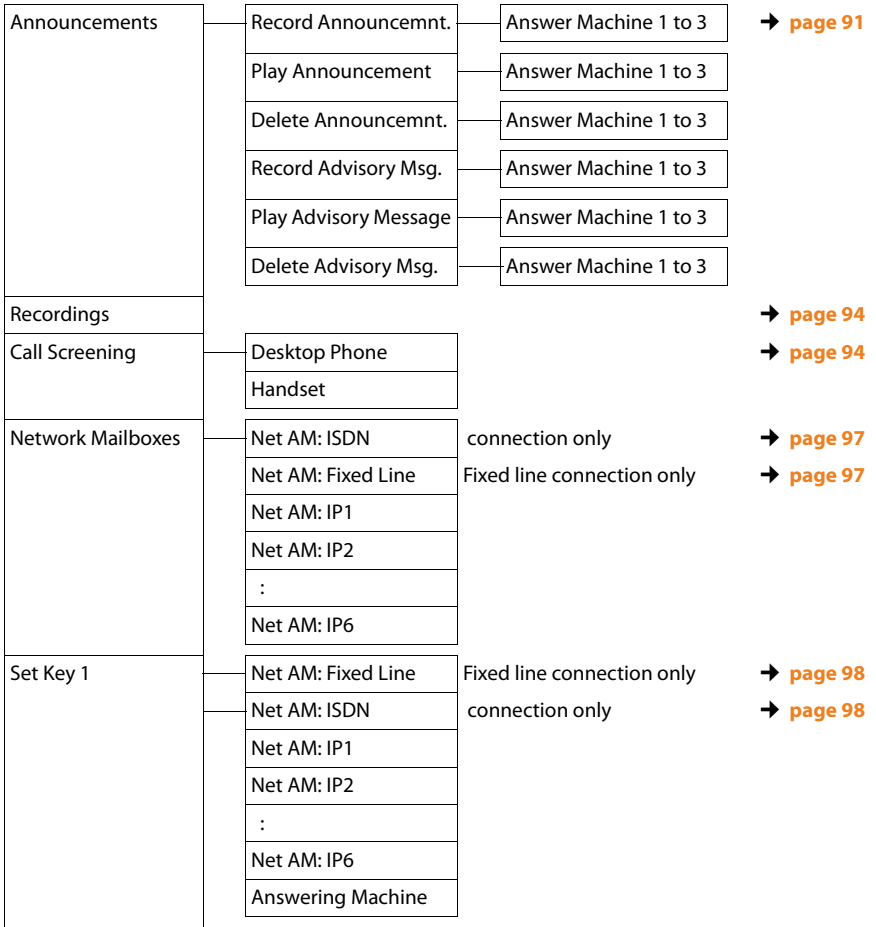 Announcements Record Announcemnt. Answer Machine 1 to 3 ➔ page 91
Play Announcement Answer Machine 1 to 3
Delete Announcemnt. Answer Machine 1 to 3
Record Advisory Msg. Answer Machine 1 to 3
Play Advisory Message Answer Machine 1 to 3
Delete Advisory Msg. Answer Machine 1 to 3
Recordings ➔ page 94
Call Screening Desktop Phone ➔ page 94
Handset
Network Mailboxes Net AM: ISDN connection only ➔ page 97
Net AM: Fixed Line Fixed line connection only ➔ page 97
Net AM: IP1
Net AM: IP2
:
Net AM: IP6
Set Key 1 Net AM: Fixed Line Fixed line connection only ➔ page 98
Net AM: ISDN connection only ➔ page 98
Net AM: IP1
Net AM: IP2
:
Net AM: IP6
Answering Machine